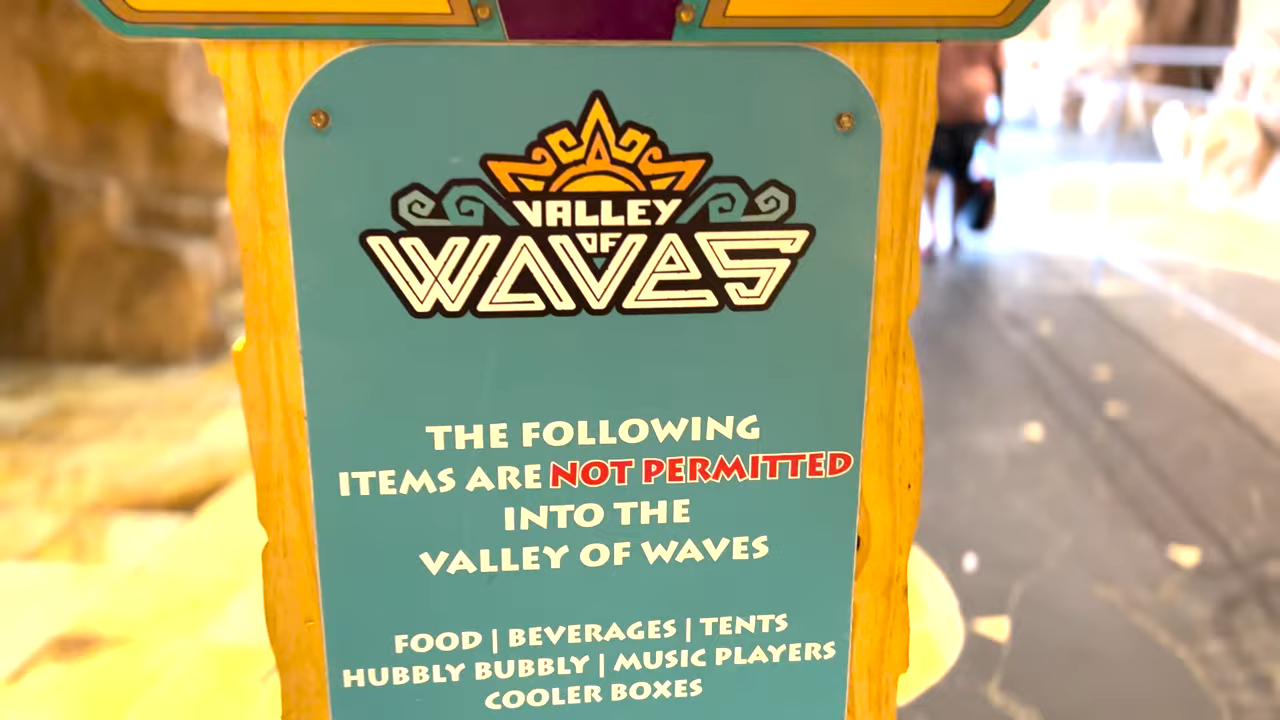 VALLEY
OF
WAVES
THE FOLLOWING
ITEMS ARE NOT PERMITTED
INTO THE
VALLEY OF WAVES
FOOD | BEVERAGES | TENTS
HUBBLY BUBBLY | MUSIC PLAYERS
COOLER BOXES